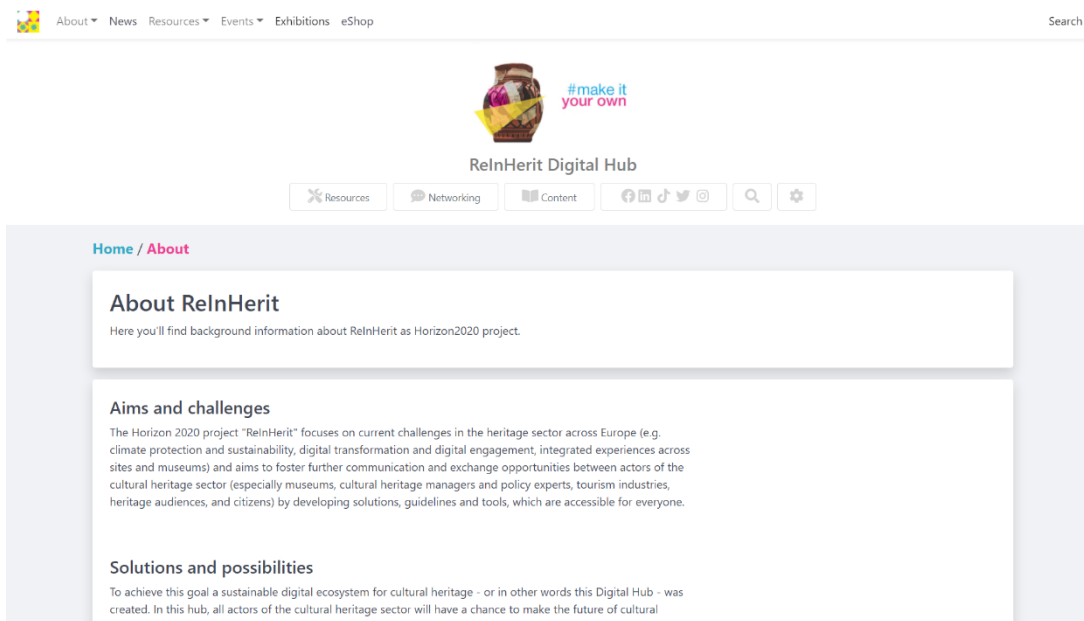 About News Resources Events Exhibitions eShop Search
#make it
your own
ReInHerit Digital Hub
Resources Networking Content
Home / About
About ReInHerit
Here you'll find background information about ReInHerit as Horizon2020 project.
Aims and challenges
The Horizon 2020 project "ReInHerit" focuses on current challenges in the heritage sector across Europe (e.g.
climate protection and sustainability, digital transformation and digital engagement, integrated experiences across
sites and museums) and aims to foster further communication and exchange opportunities between actors of the
cultural heritage sector (especially museums, cultural heritage managers and policy experts, tourism industries,
heritage audiences, and citizens) by developing solutions, guidelines and tools, which are accessible for everyone.
Solutions and possibilities
To achieve this goal a sustainable digital ecosystem for cultural heritage - or in other words this Digital Hub - was
created. In this hub, all actors of the cultural heritage sector will have a chance to make the future of cultural